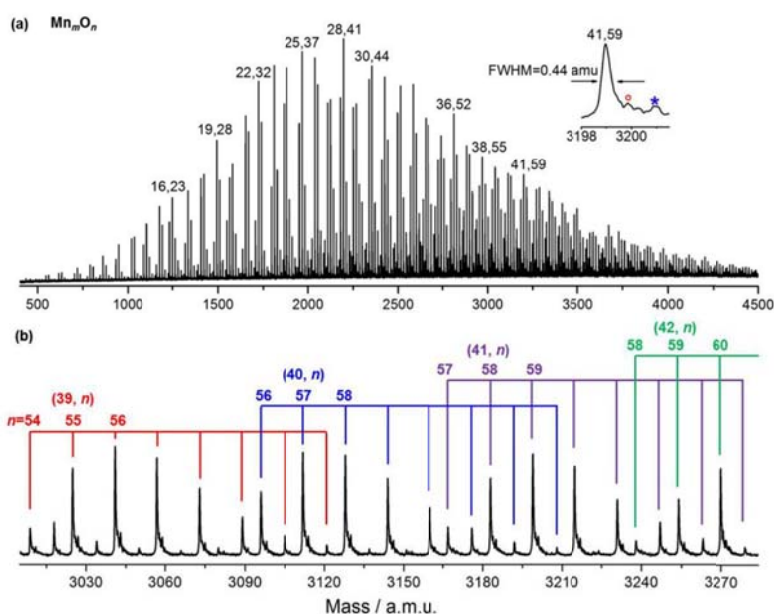 (a) MnmOn
28,41
25,37
30,44
22,32
19,28
16,23
36,52
38,55
41,59
41,59
FWHM=0.44 amu
3198 3200
500 1000 1500 2000 2500 3000 3500 4000 4500
(b)
(42, n)
58 59 60
(41, n)
57 58 59
(40, n)
56 57 58
(39, n)
n=54 55 56
3030 3060 3090 3120 3150 3180 3210 3240 3270
Mass / a.m.u.